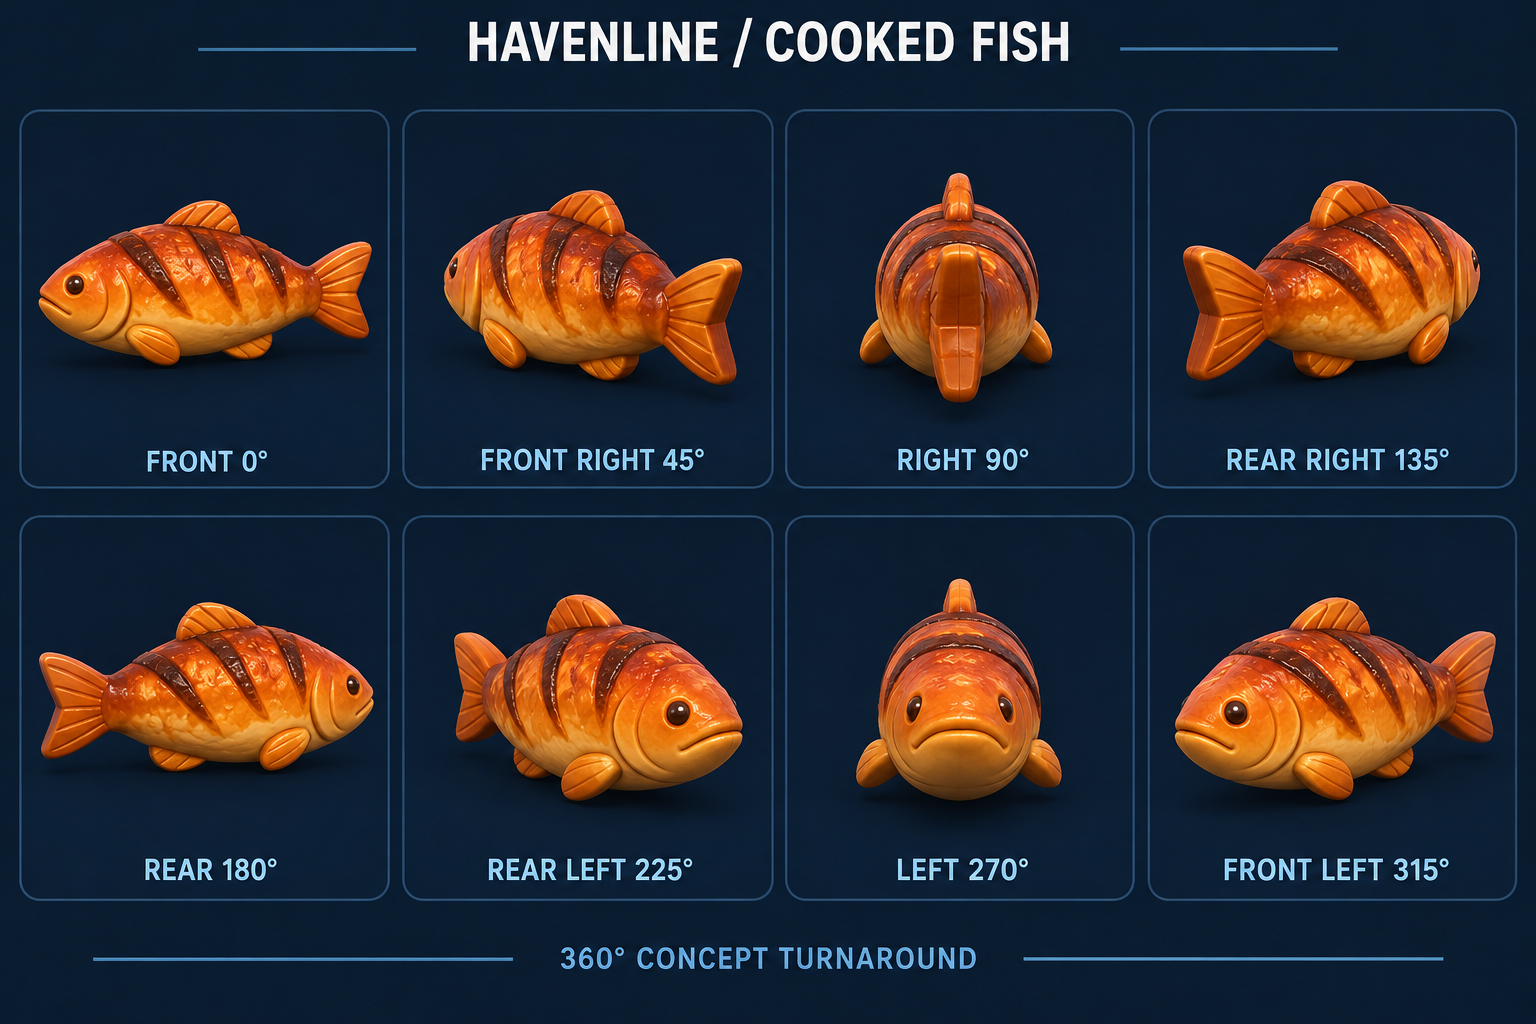 HAVENLINE / COOKED FISH
FRONT 0°
FRONT RIGHT 45°
RIGHT 90°
REAR RIGHT 135°
REAR 180°
REAR LEFT 225°
LEFT 270°
FRONT LEFT 315°
360° CONCEPT TURNAROUND